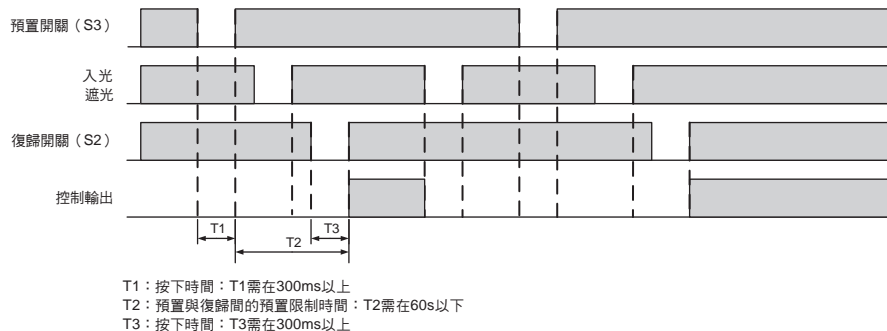 預置開關（S3）
入光
遮光
復歸開關（S2）
控制輸出
T1
T3
T2
T1：按下時間：T1需在300ms以上
T2：預置與復歸間的預置限制時間：T2需在60s以下
T3：按下時間：T3需在300ms以上